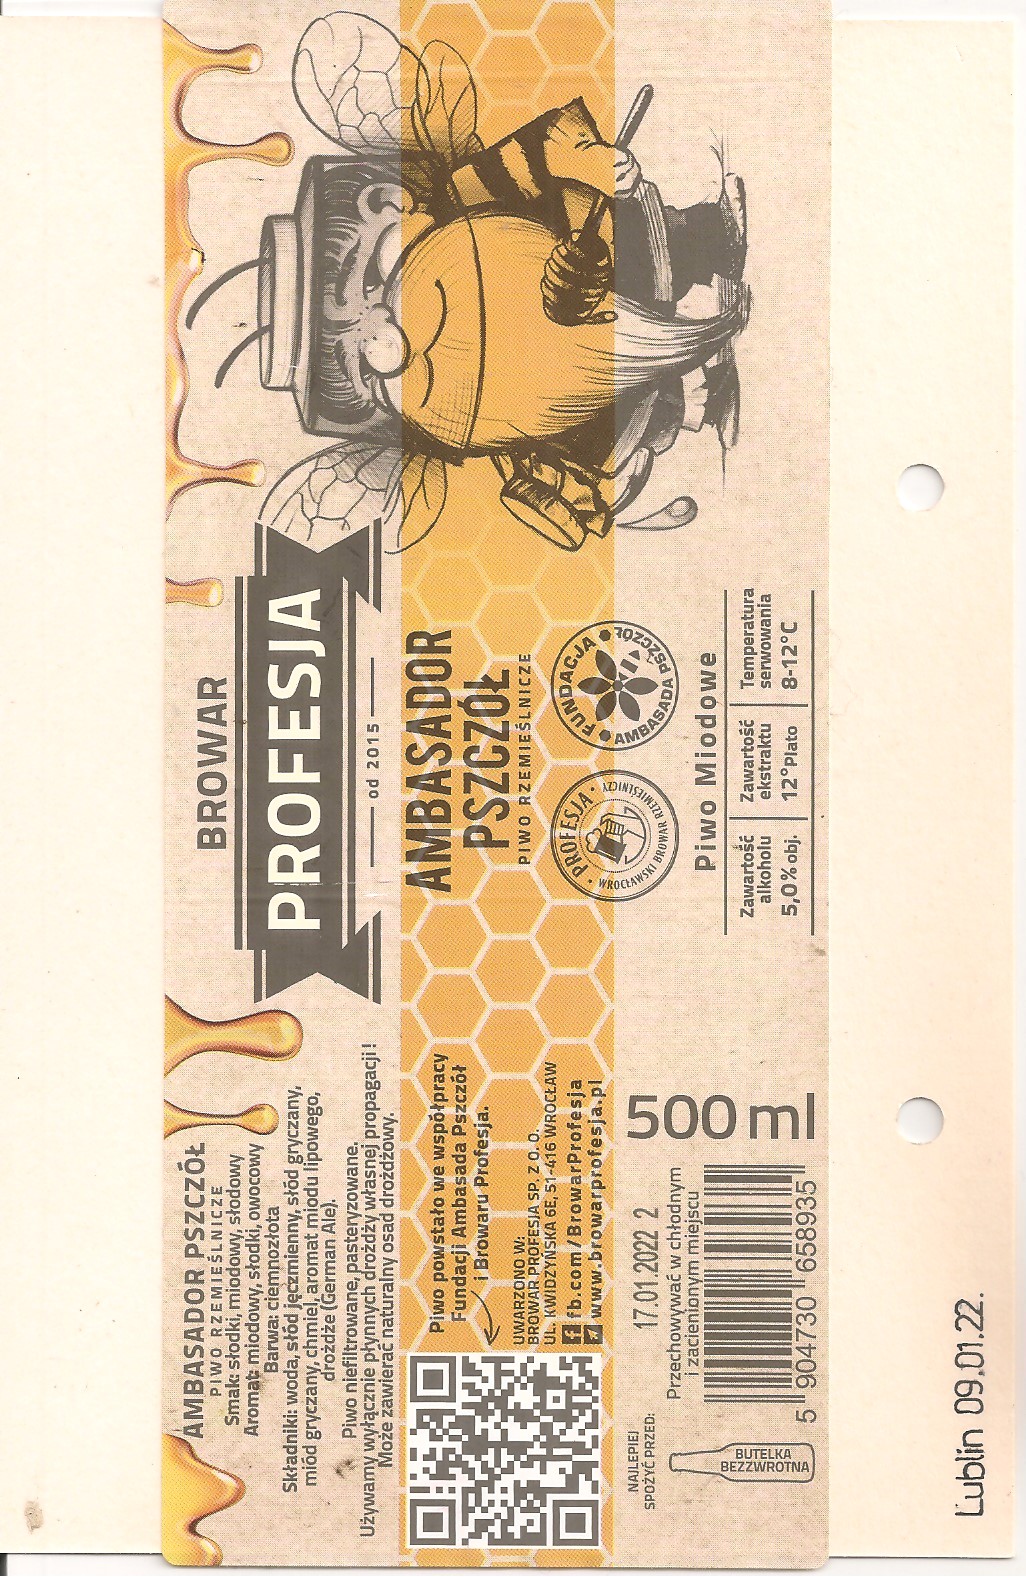 AMBASADOR PSZCZÓŁ
PIWO RZEMIEŚLNICZE
Smak: słodki, miodowy, słodowy
Aromat: miodowy, słodki, owocowy
Barwa: ciemnozłota
Składniki: woda, słód jęczmienny, słód gryczany,
miód gryczany, chmiel, aromat miodu lipowego,
drożdże (German Ale).
Piwo niefiltrowane, pasteryzowane.
Używamy wyłącznie płynnych drożdży własnej propagacji!
Może zawierać naturalny osad drożdżowy.
Piwo powstało we współpracy
Fundacji Ambasada Pszczół
i Browaru Profesja.
UWARZONO W:
BROWAR PROFESJA SP. Z O. O.
UL. KWIDZYŃSKA 6E, 51-416 WROCŁAW
fb.com/BrowarProfesja
www.browarprofesja.pl
500 ml
NAJLEPIEJ
SPOŻYĆ PRZED:
17.01.2022 2
Przechowywać w chłodnym
i zacienionym miejscu
BUTELKA
BEZZWROTNA
5 904730 658935
BROWAR
PROFESJA
od 2015
AMBASADOR
PSZCZÓŁ
PIWO RZEMIEŚLNICZE
PROFESJA
WROCŁAWSKI BROWAR RZEMIEŚLNICZY
FUNDACJA
AMBASADA PSZCZÓŁ
Piwo Miodowe
Zawartość
alkoholu
5,0% obj.
Zawartość
ekstraktu
12°Plato
Temperatura
serwowania
8-12°C
Lublin 09.01.22.